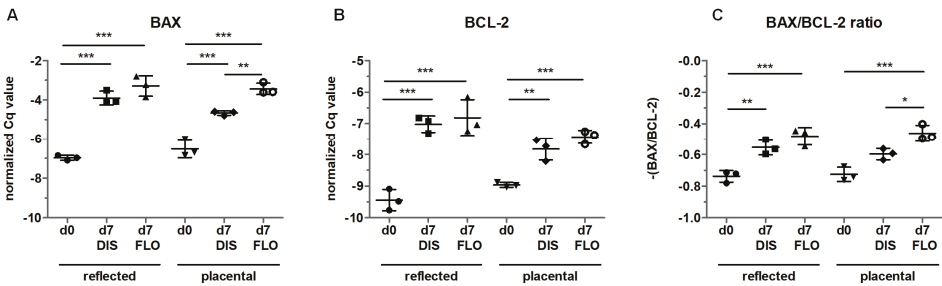 A
BAX
***
***
***
***
**
normalized Cq value
-2
-4
-6
-8
-10
d0 d7 d7 d0 d7 d7
DIS FLO DIS FLO
reflected placental
B
BCL-2
***
***
***
**
normalized Cq value
-5
-6
-7
-8
-9
-10
d0 d7 d7 d0 d7 d7
DIS FLO DIS FLO
reflected placental
C
BAX/BCL-2 ratio
***
**
***
*
-(BAX/BCL-2)
-0.0
-0.2
-0.4
-0.6
-0.8
-1.0
d0 d7 d7 d0 d7 d7
DIS FLO DIS FLO
reflected placental